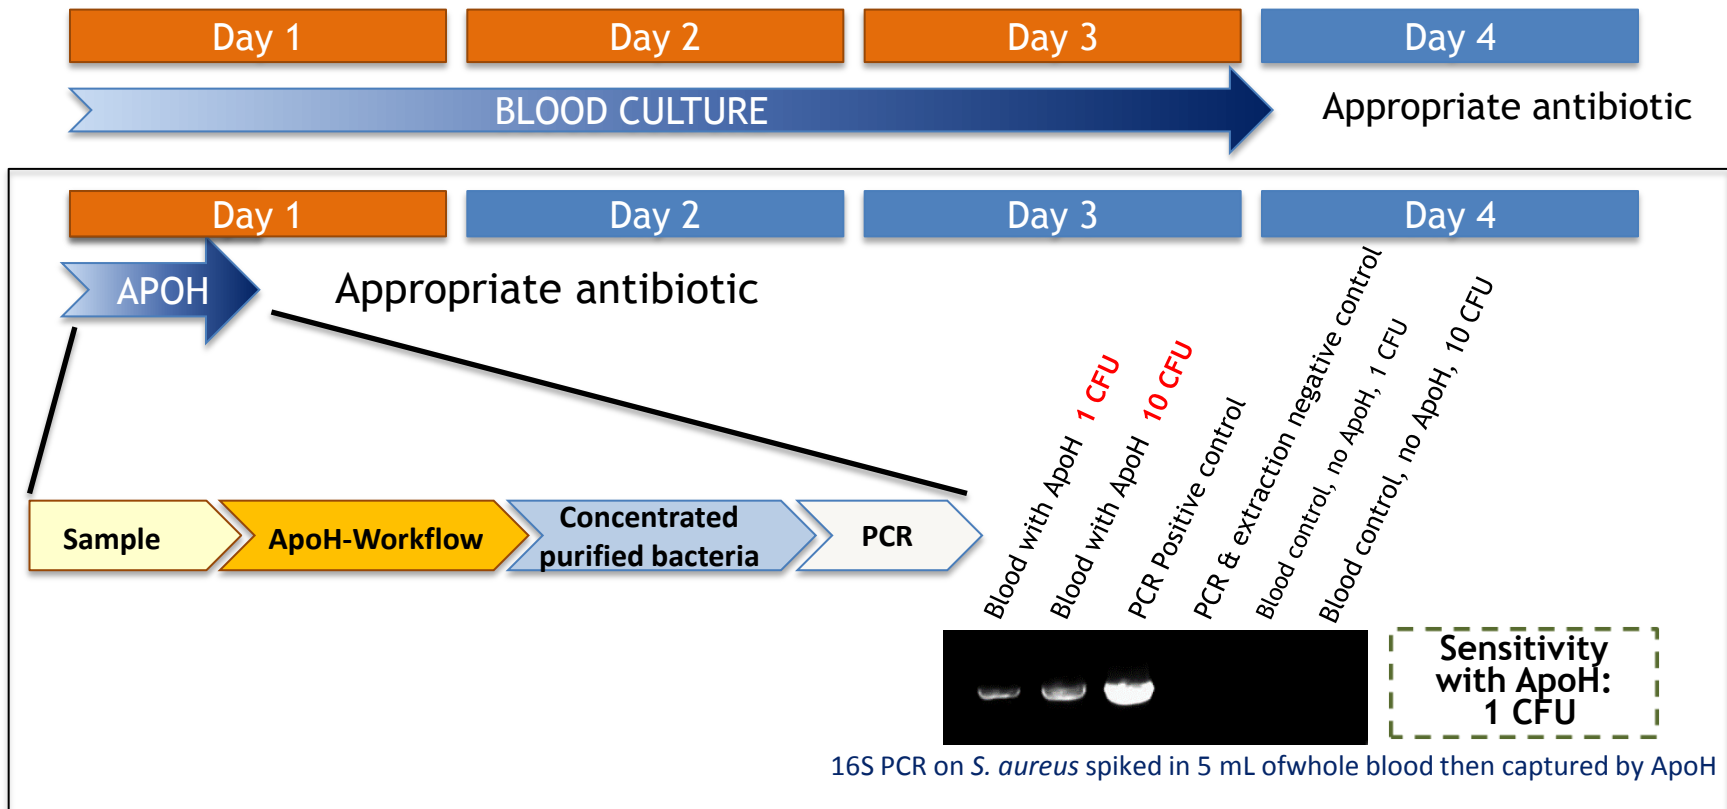 Day 1
Day 2
Day 3
Day 4
BLOOD CULTURE
Appropriate antibiotic
Day 1
Day 2
Day 3
Day 4
APOH
Appropriate antibiotic
Sample
ApoH-Workflow
Concentrated
purified bacteria
PCR
Blood with ApoH 1 CFU
Blood with ApoH 10 CFU
PCR Positive control
PCR & extraction negative control
Blood control, no ApoH, 1 CFU
Blood control, no ApoH, 10 CFU
Sensitivity
with ApoH:
1 CFU
16S PCR on S. aureus spiked in 5 mL ofwhole blood then captured by ApoH